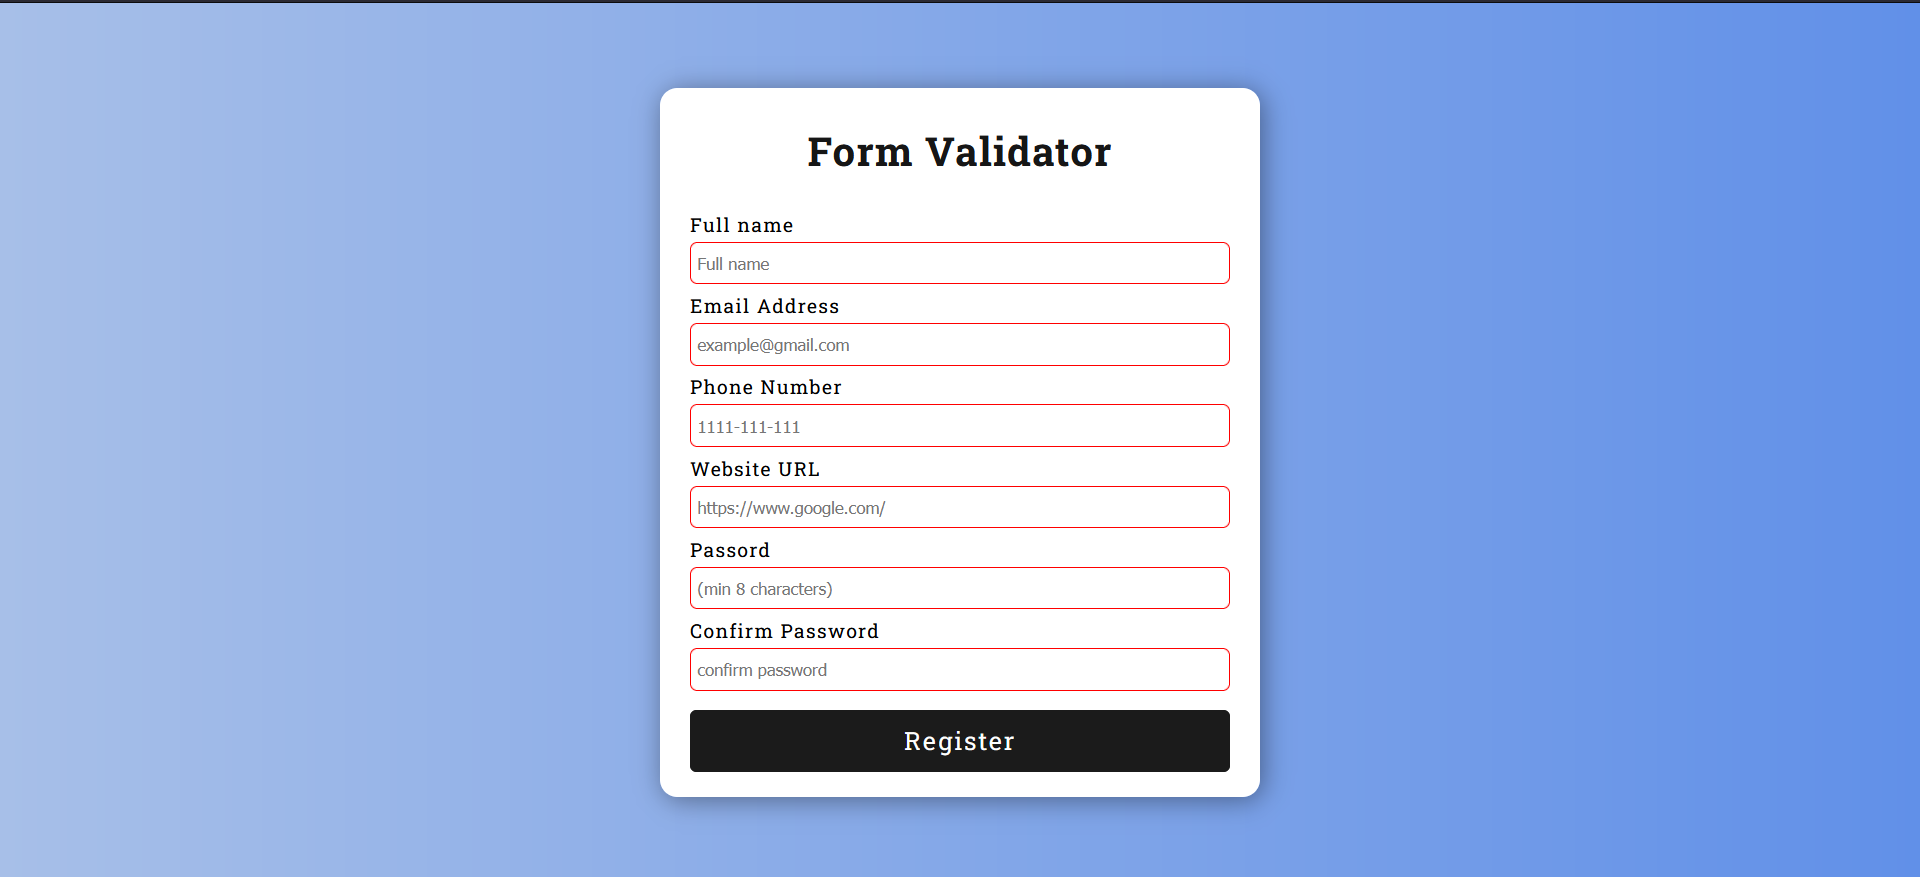 Form Validator
Full name
Full name
Email Address
example@gmail.com
Phone Number
1111-111-111
Website URL
https://www.google.com/
Passord
(min 8 characters)
Confirm Password
confirm password
Register